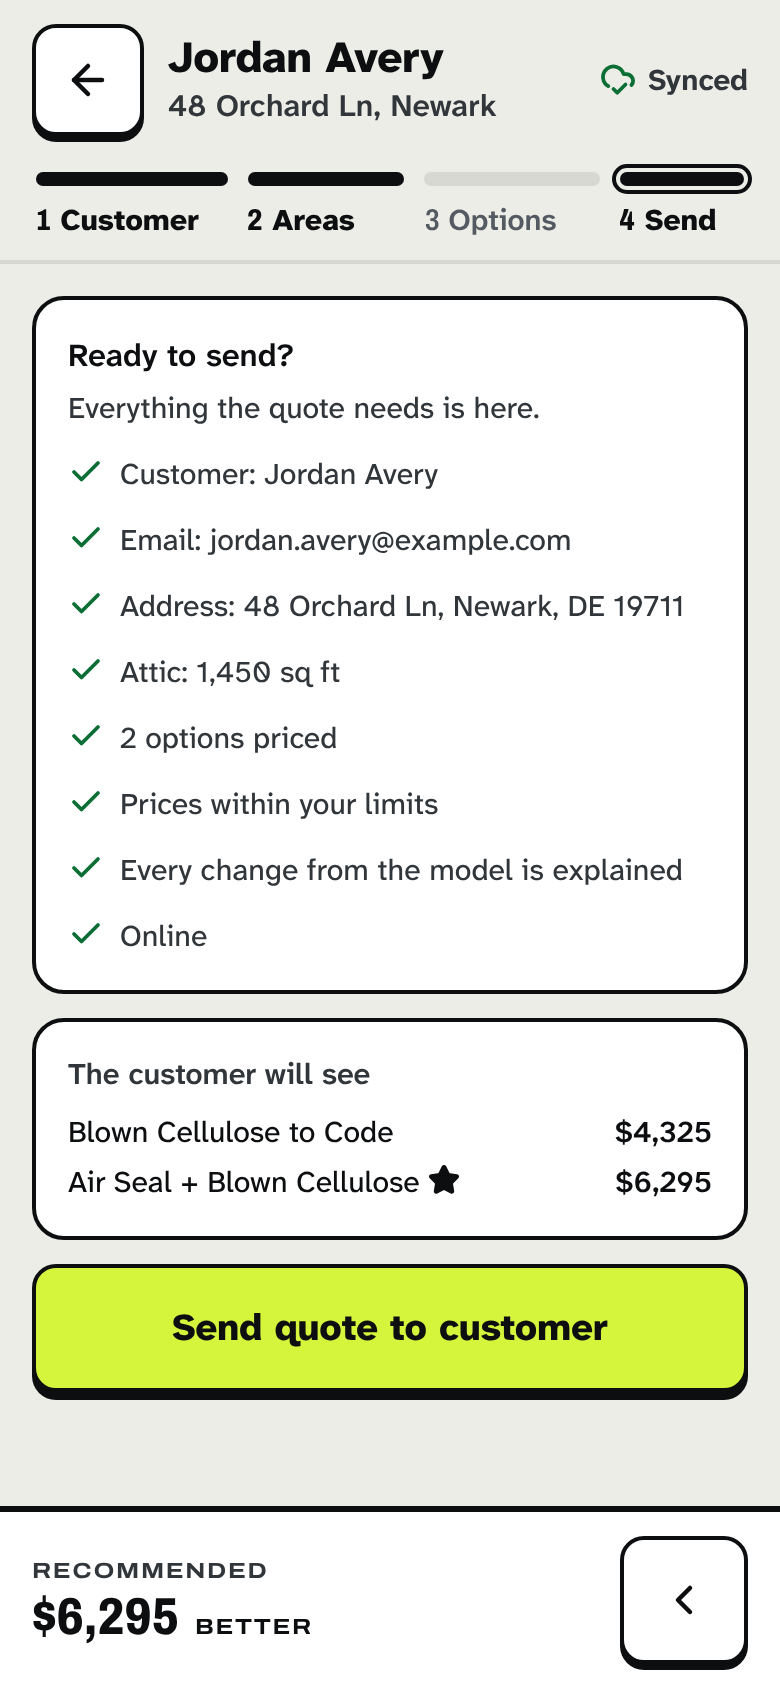 Jordan Avery
48 Orchard Ln, Newark
Synced
1 Customer
2 Areas
3 Options
4 Send
Ready to send?
Everything the quote needs is here.
Customer: Jordan Avery
Email: jordan.avery@example.com
Address: 48 Orchard Ln, Newark, DE 19711
Attic: 1,450 sq ft
2 options priced
Prices within your limits
Every change from the model is explained
Online
The customer will see
Blown Cellulose to Code $4,325
Air Seal + Blown Cellulose ★ $6,295
Send quote to customer
RECOMMENDED
$6,295 BETTER